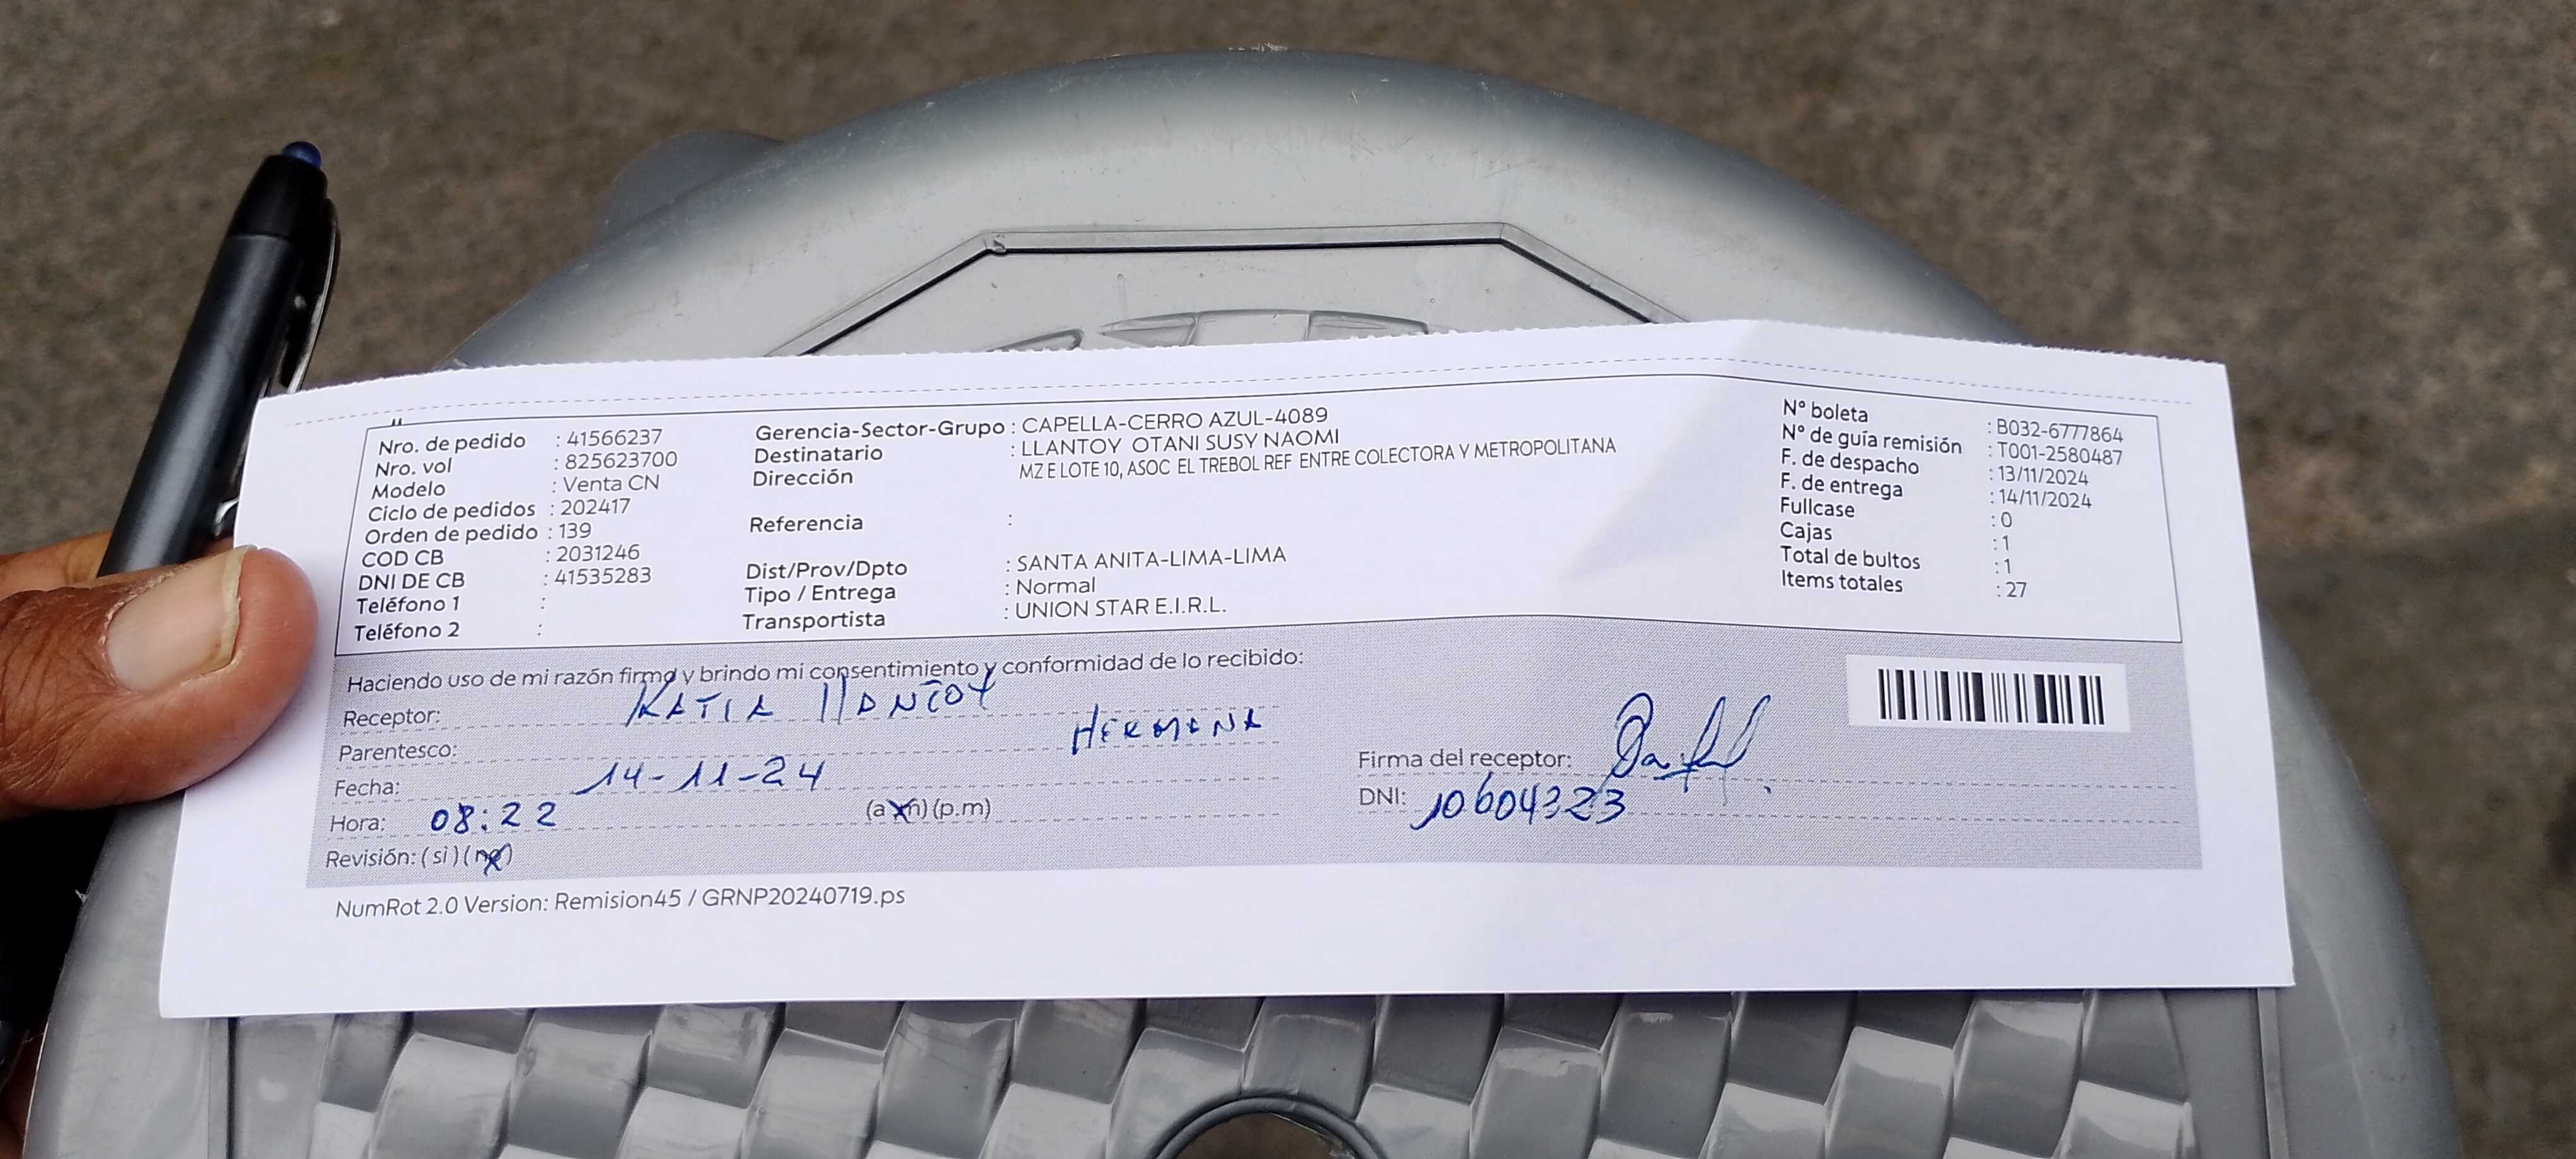 Nro. de pedido : 41566237
Nro. vol : 825623700
Modelo : Venta CN
Ciclo de pedidos : 202417
Orden de pedido : 139
COD CB : 2031246
DNI DE CB : 41535283
Teléfono 1 :
Teléfono 2 :
Gerencia-Sector-Grupo : CAPELLA-CERRO AZUL-4089
Destinatario : LLANTOY OTANI SUSY NAOMI
Dirección MZ E LOTE 10, ASOC EL TREBOL REF ENTRE COLECTORA Y METROPOLITANA
Referencia :
Dist/Prov/Dpto : SANTA ANITA-LIMA-LIMA
Tipo / Entrega : Normal
Transportista : UNION STAR E.I.R.L.
Nº boleta : B032-6777864
Nº de guía remisión : T001-2580487
F. de despacho : 13/11/2024
F. de entrega : 14/11/2024
Fullcase : 0
Cajas : 1
Total de bultos : 1
Items totales : 27
Haciendo uso de mi razón firmo y brindo mi consentimiento y conformidad de lo recibido:
Receptor: KATIA llANTOY
Parentesco: HERMANA
Fecha: 14-11-24
Hora: 08:22 (a.m) (p.m)
Revisión: (si) (no)
Firma del receptor:
DNI: 10604323
NumRot 2.0 Version: Remision45 / GRNP20240719.ps